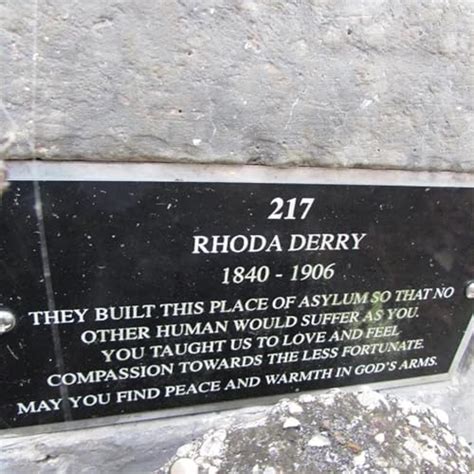 217
RHODA DERRY
1840 - 1906
THEY BUILT THIS PLACE OF ASYLUM SO THAT NO
OTHER HUMAN WOULD SUFFER AS YOU.
YOU TAUGHT US TO LOVE AND FEEL
COMPASSION TOWARDS THE LESS FORTUNATE.
MAY YOU FIND PEACE AND WARMTH IN GOD'S ARMS.